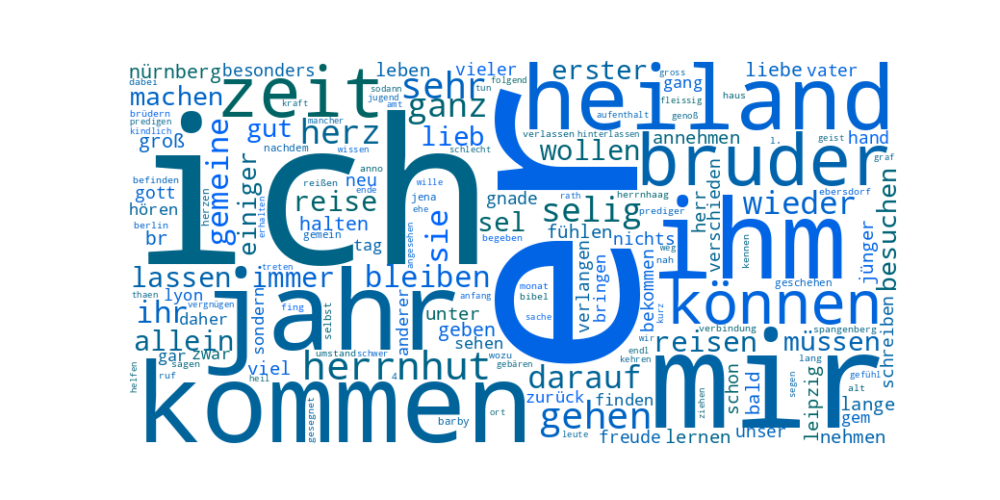 nürnberg besonders leben vieler erster liebe vater
dabei zeit sehr folgend heiland gross gang
machen kraft sodann jugend amt tun ganz fleissig haus
brüdern predigen kindlich gut herz mancher lieb aufenthalt genoß
groß gemeine nachdem wissen schlecht er verlassen hinterlassen annehmen 1. geist hand
ich wollen bruder graf
befinden gott herzen einiger anno reißen ende neu wille jena ehe rath gnade herrnhaag herr verschieden ebersdorf
hören reise selig prediger wieder besuchen
berlin br erhalten halten gemein tag angesehen sie sel begeben fühlen nichts ihm kennen jünger
treten verlangen bringen weg nah
lassen immer bleiben monat bibel sache bekommen geschehen
thaen lyon vergnügen jahr anfang können schreiben
ihr daher sondern fing selbst anderer unter geben wir kurz verbindung spangenberg
allein sehen endl reisen müssen
gar zwar sagen umstand schwer wozu kehren lang
helfen ruf viel heil herrnhut 4 gebären darauf mir schon bald segen gefühl alt
kommen gesegnet zurück finden ziehen leipzig lange
barby ort gehen gem
leute freude lernen unser nehmen